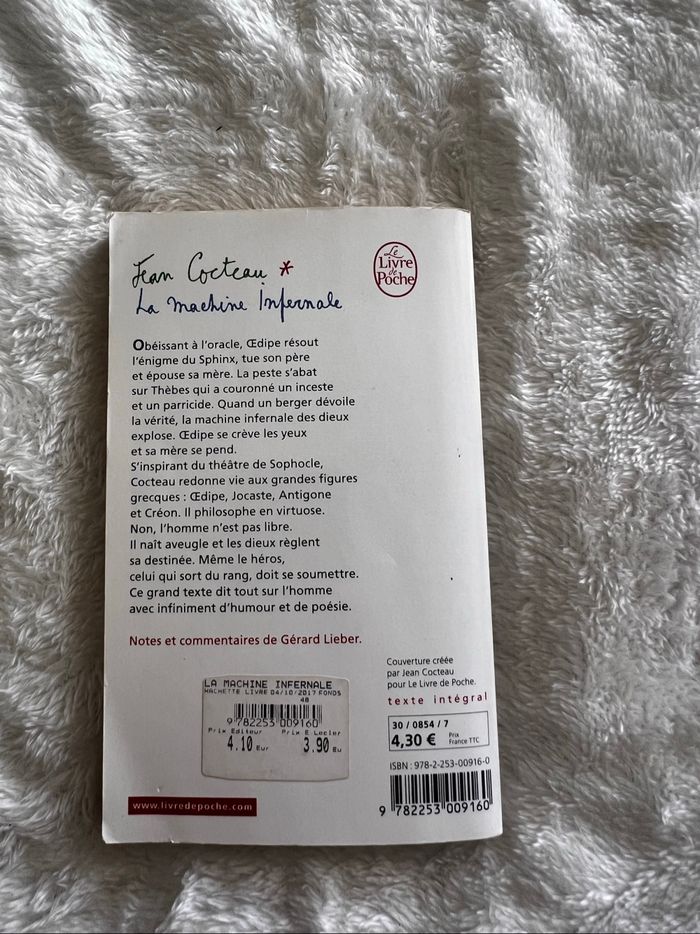 Jean Cocteau *
La machine Infernale
Le
Livre
de
Poche
Obéissant à l'oracle, Œdipe résout
l'énigme du Sphinx, tue son père
et épouse sa mère. La peste s'abat
sur Thèbes qui a couronné un inceste
et un parricide. Quand un berger dévoile
la vérité, la machine infernale des dieux
explose. Œdipe se crève les yeux
et sa mère se pend.
S'inspirant du théâtre de Sophocle,
Cocteau redonne vie aux grandes figures
grecques : Œdipe, Jocaste, Antigone
et Créon. Il philosophe en virtuose.
Non, l'homme n'est pas libre.
Il naît aveugle et les dieux règlent
sa destinée. Même le héros,
celui qui sort du rang, doit se soumettre.
Ce grand texte dit tout sur l'homme
avec infiniment d'humour et de poésie.
Notes et commentaires de Gérard Lieber.
LA MACHINE INFERNALE
HACHETTE LIVRE 04/10/2017 FONDS
48
9 782253 009160
Prix Editeur Prix E Lecler
4.10 Eur 3.90 Eu
www.livredepoche.com
Couverture créée
par Jean Cocteau
pour Le Livre de Poche.
texte intégral
30 / 0854 / 7
4,30 € Prix
France TTC
ISBN : 978-2-253-00916-0
9 782253 009160